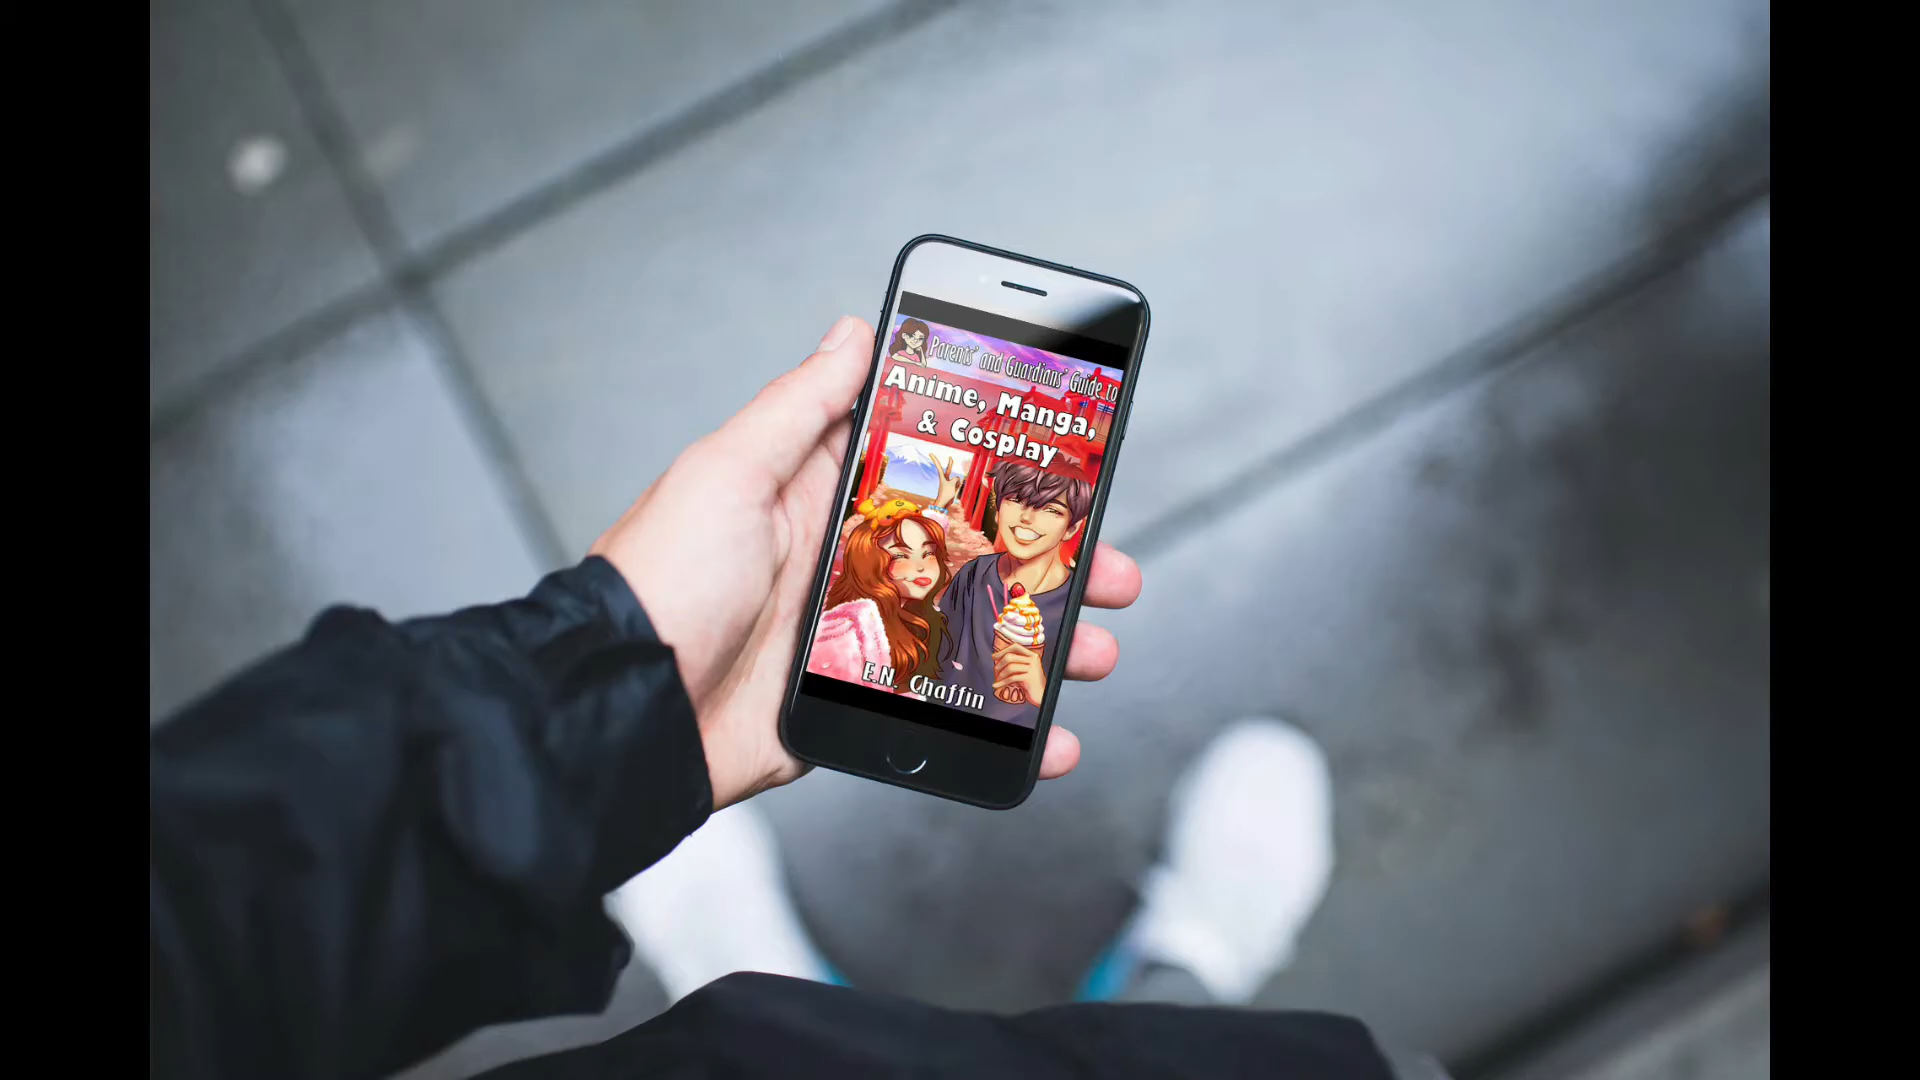 Parents' and Guardians' Guide to
Anime, Manga,
& Cosplay
E.N. Chaffin